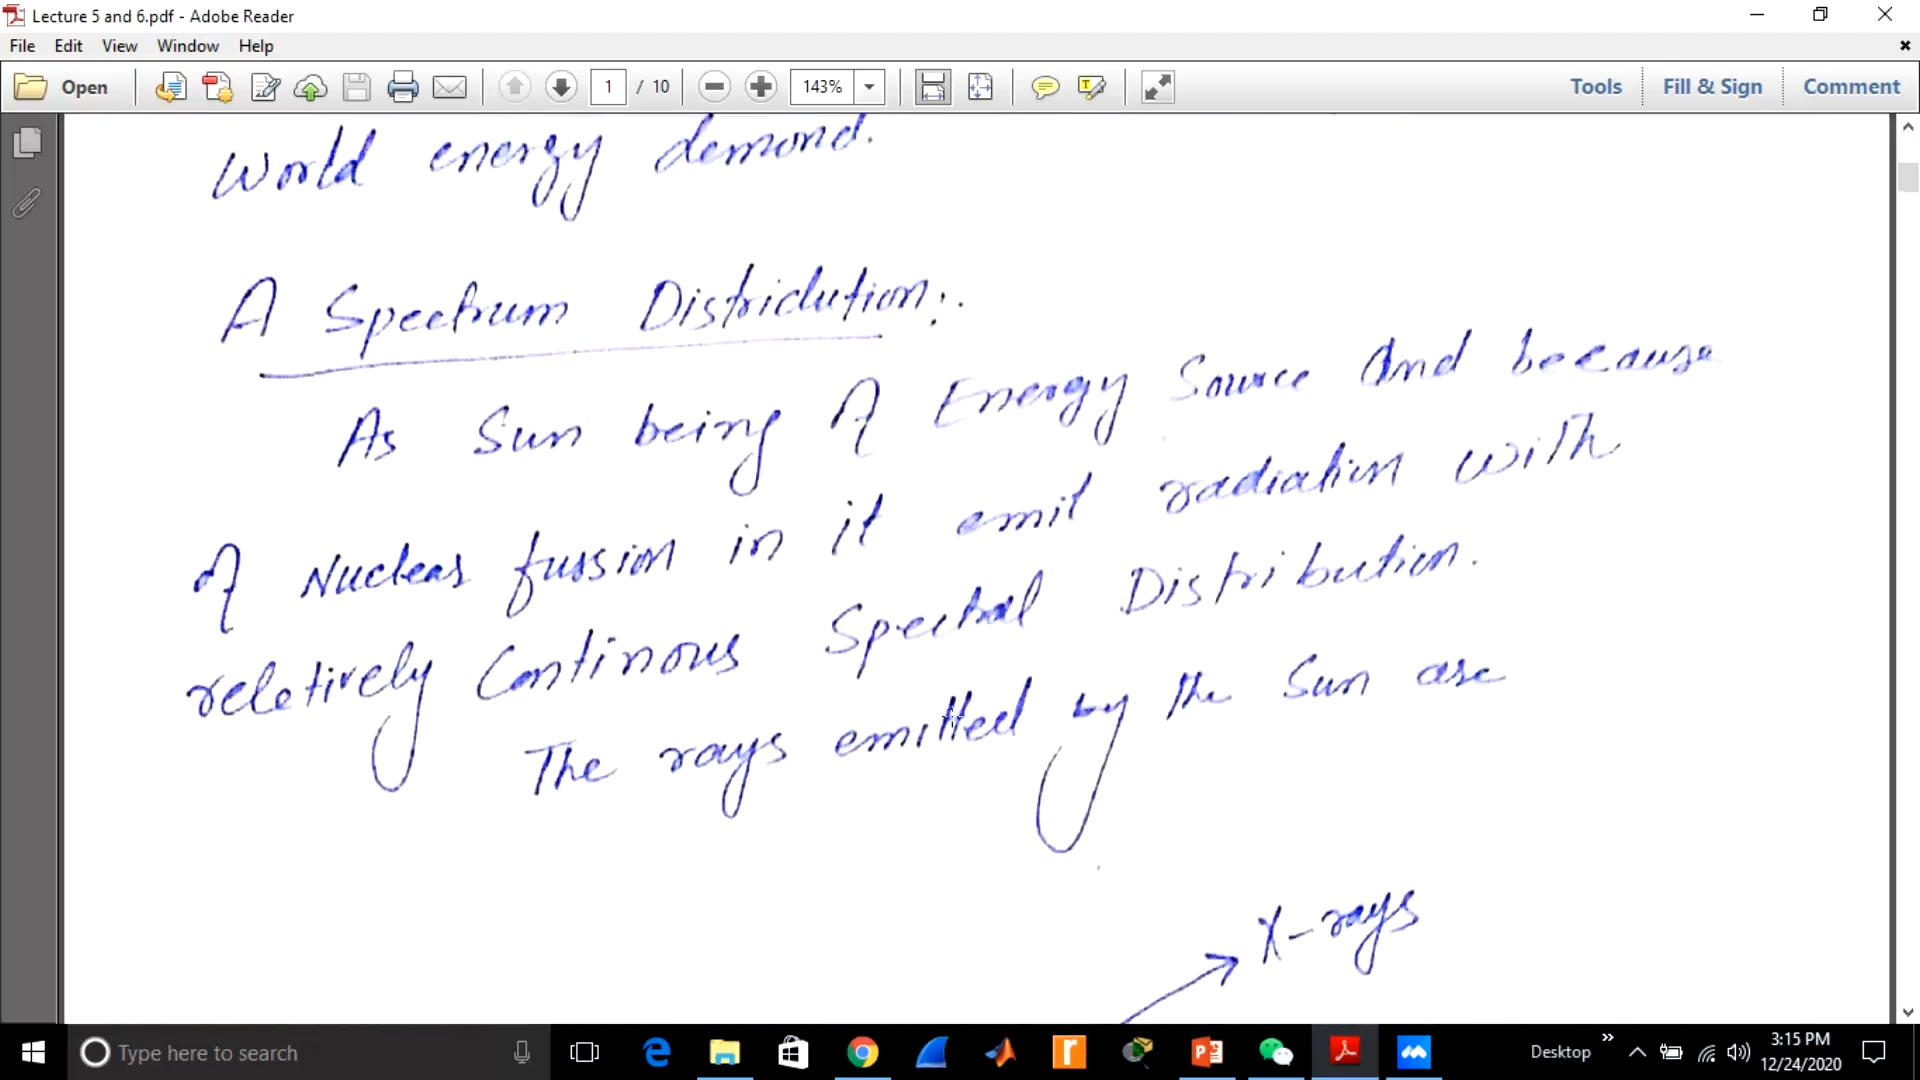 Lecture 5 and 6.pdf - Adobe Reader
File Edit View Window Help
Open 1 / 10 143% Tools Fill & Sign Comment
World energy demond.
A Spectrum Distridution:.
As Sun being A Energy Source And because
of Nuclear fussion in it emit radiation with
reletively Continous Spectral Distribution.
The rays emitted by the Sun are
X-rays
Type here to search
Desktop
3:15 PM
12/24/2020